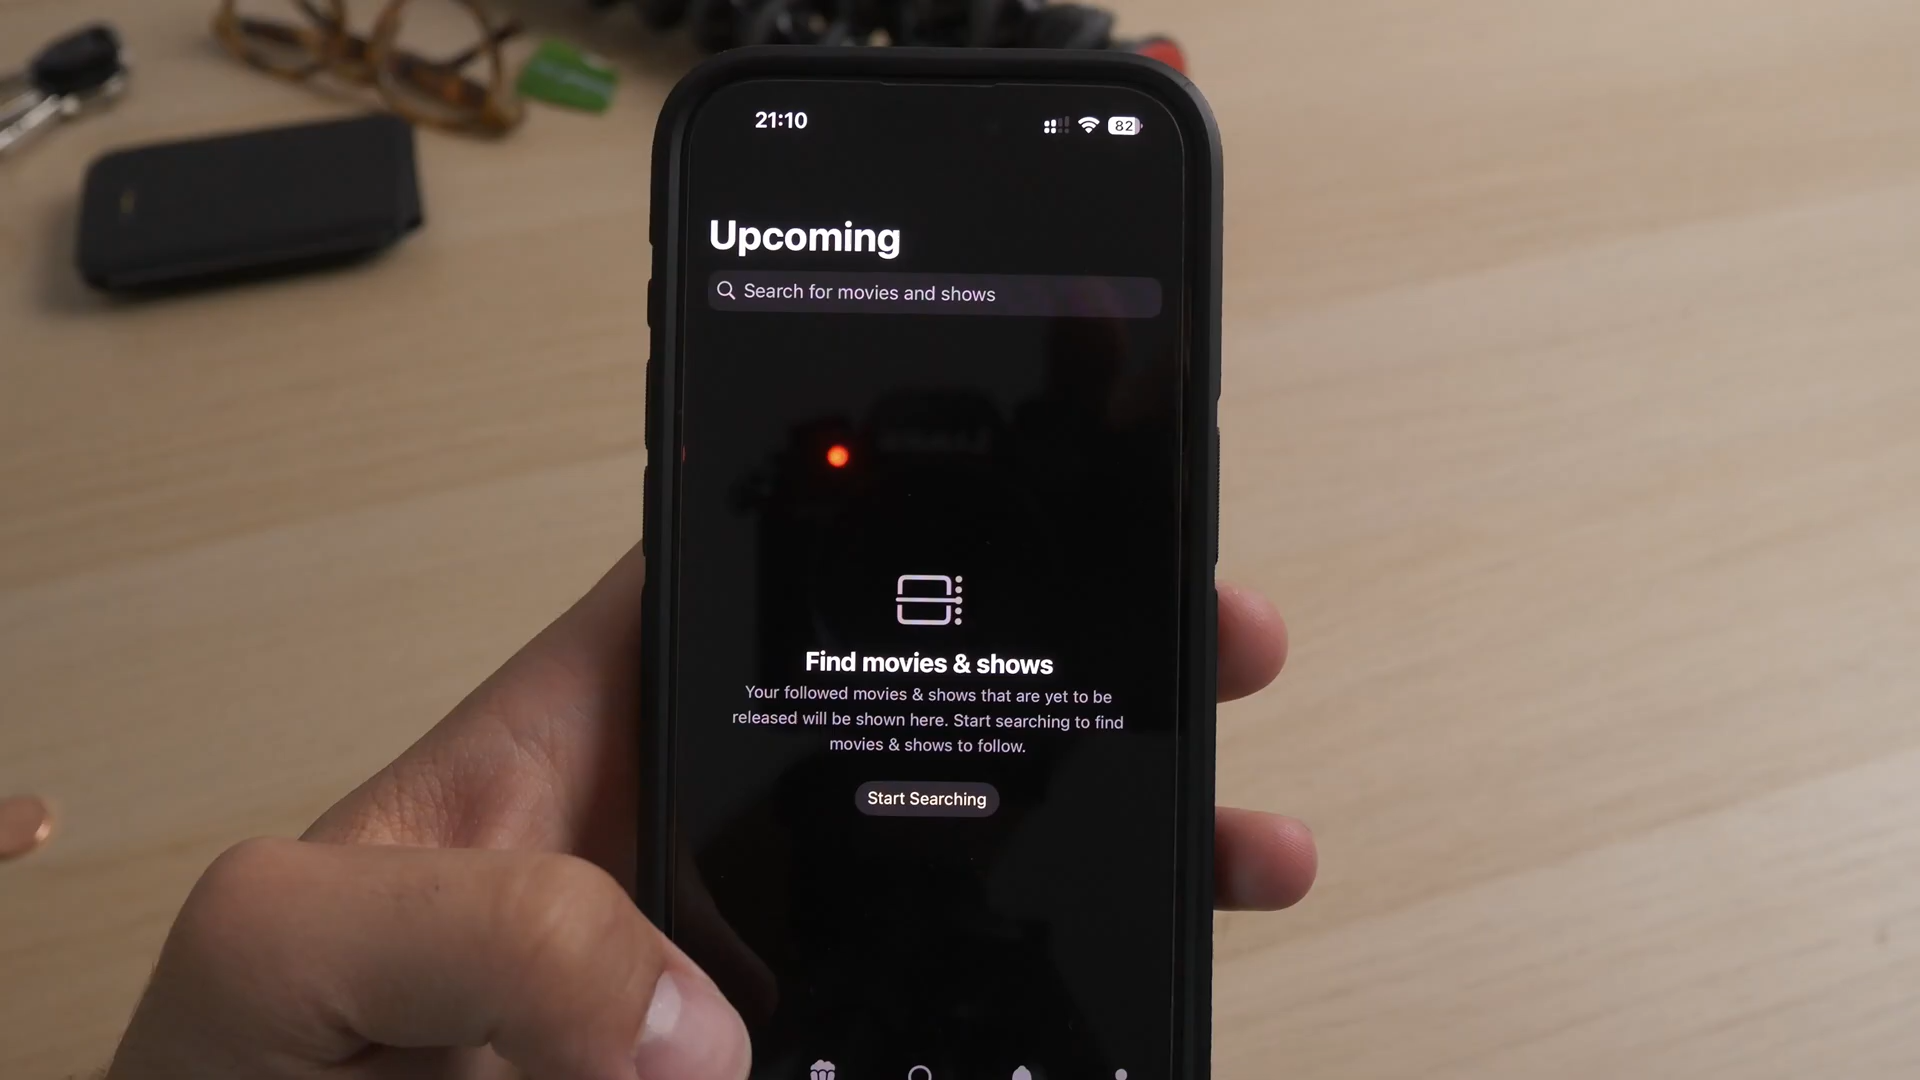 21:10
82
Upcoming
Search for movies and shows
Find movies & shows
Your followed movies & shows that are yet to be
released will be shown here. Start searching to find
movies & shows to follow.
Start Searching